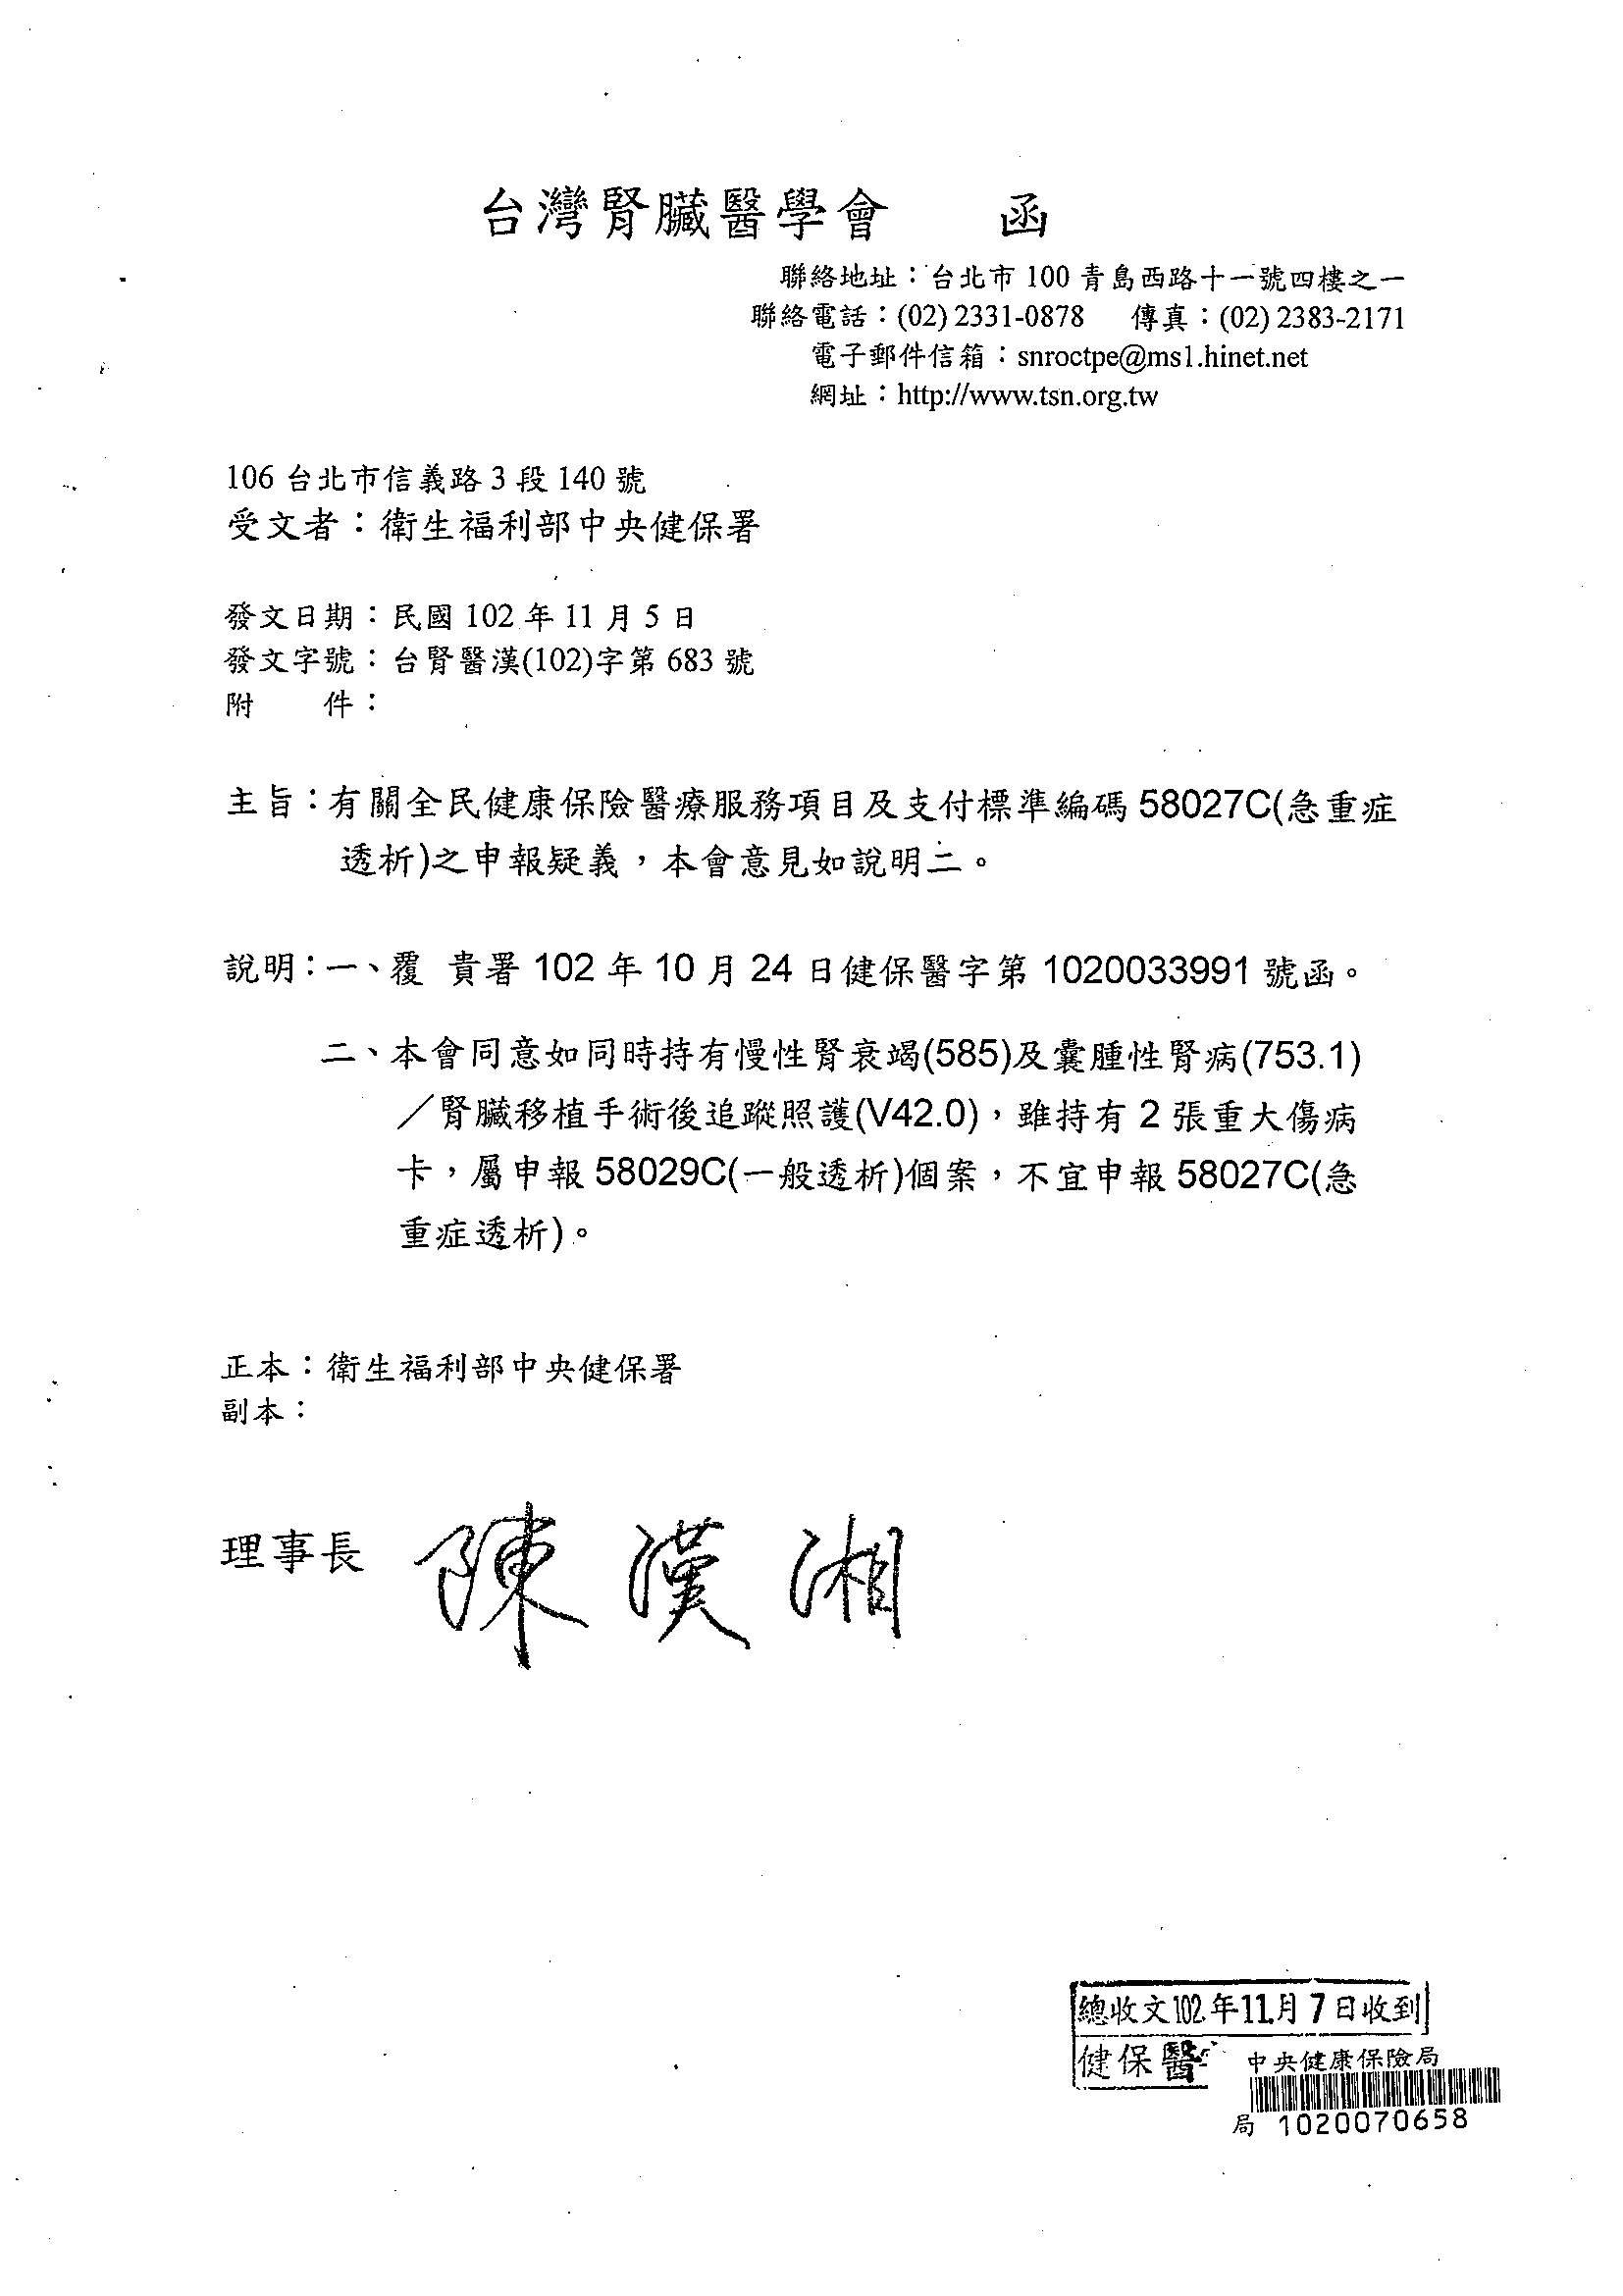 台灣腎臟醫學會　　函
聯絡地址：台北市 100 青島西路十一號四樓之一
聯絡電話：(02) 2331-0878　傳真：(02) 2383-2171
電子郵件信箱：snroctpe@ms1.hinet.net
網址：http://www.tsn.org.tw
106 台北市信義路 3 段 140 號
受文者：衛生福利部中央健保署
發文日期：民國 102 年 11 月 5 日
發文字號：台腎醫漢(102)字第 683 號
附　　件：
主旨：有關全民健康保險醫療服務項目及支付標準編碼 58027C(急重症
透析)之申報疑義，本會意見如說明二。
說明：一、覆　貴署 102 年 10 月 24 日健保醫字第 1020033991 號函。
二、本會同意如同時持有慢性腎衰竭(585)及囊腫性腎病(753.1)
／腎臟移植手術後追蹤照護(V42.0)，雖持有 2 張重大傷病
卡，屬申報 58029C(一般透析)個案，不宜申報 58027C(急
重症透析)。
正本：衛生福利部中央健保署
副本：
理事長　陳漢湘
總收文102.年11.月7日收到
健保醫
中央健康保險局
局 1020070658